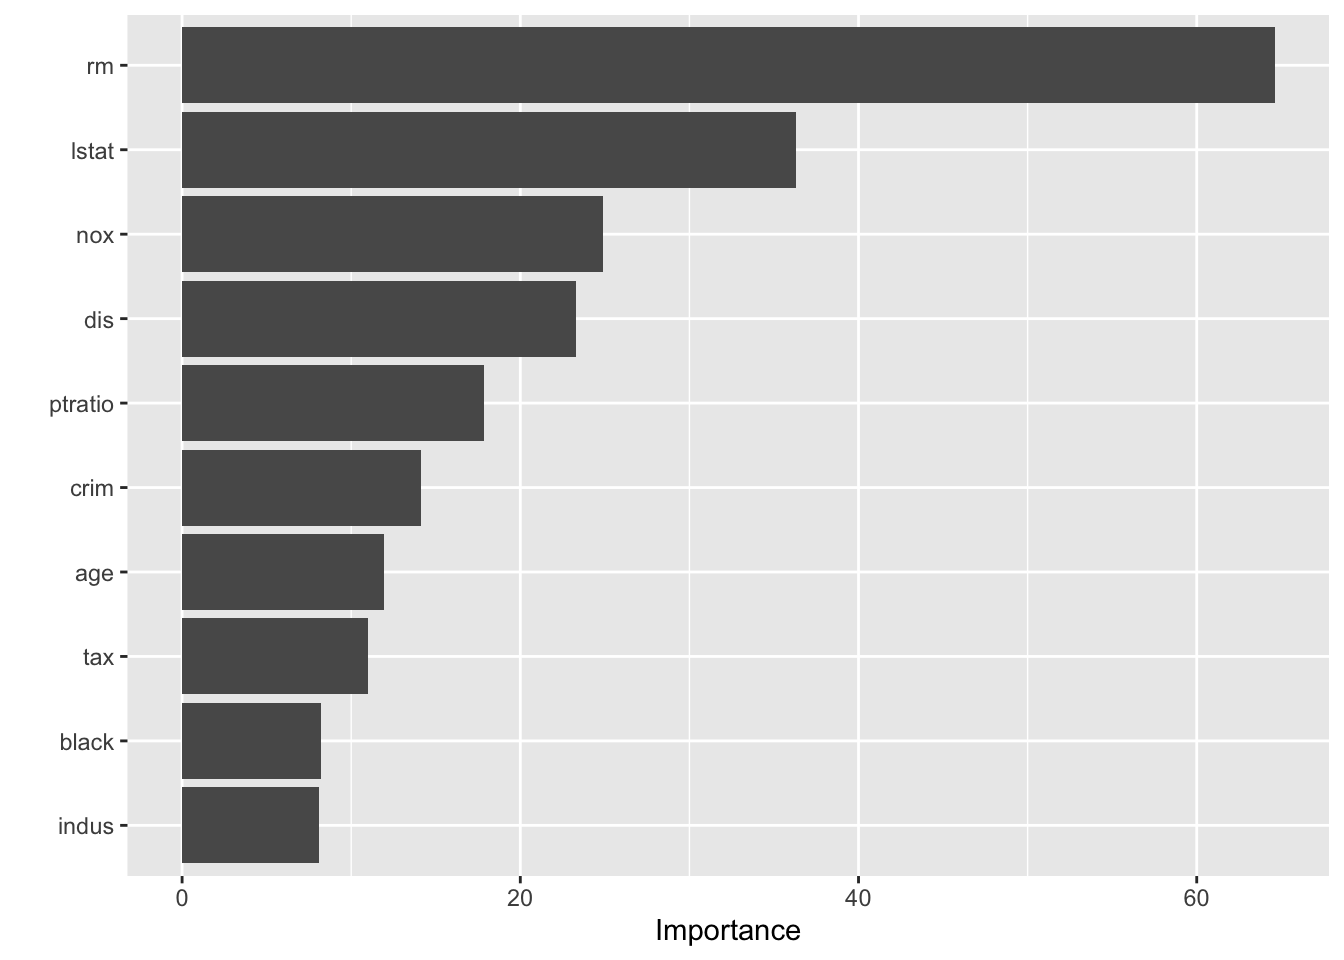 rm
lstat
nox
dis
ptratio
crim
age
tax
black
indus
0 20 40 60
Importance